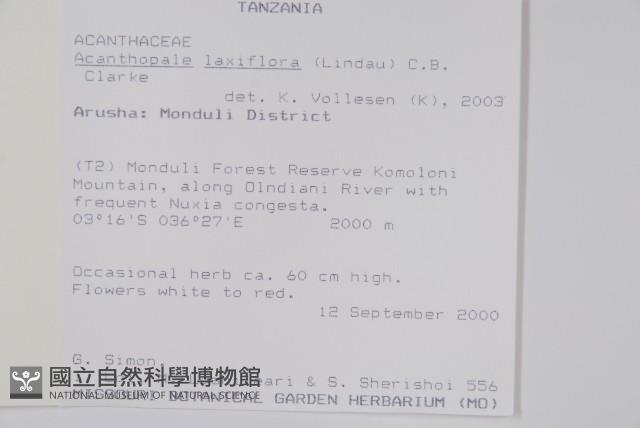 TANZANIA
ACANTHACEAE
Acanthopale laxiflora (Lindau) C.B.
Clarke
det. K. Vollesen (K), 2003
Arusha: Monduli District
(T2) Monduli Forest Reserve Komoloni
Mountain, along Olndiani River with
frequent Nuxia congesta.
03°16'S 036°27'E 2000 m
Occasional herb ca. 60 cm high.
Flowers white to red.
12 September 2000
G. Simon,
& S. Sherishoi 556
MISSOURI BOTANICAL GARDEN HERBARIUM (MO)
國立自然科學博物館
NATIONAL MUSEUM OF NATURAL SCIENCE